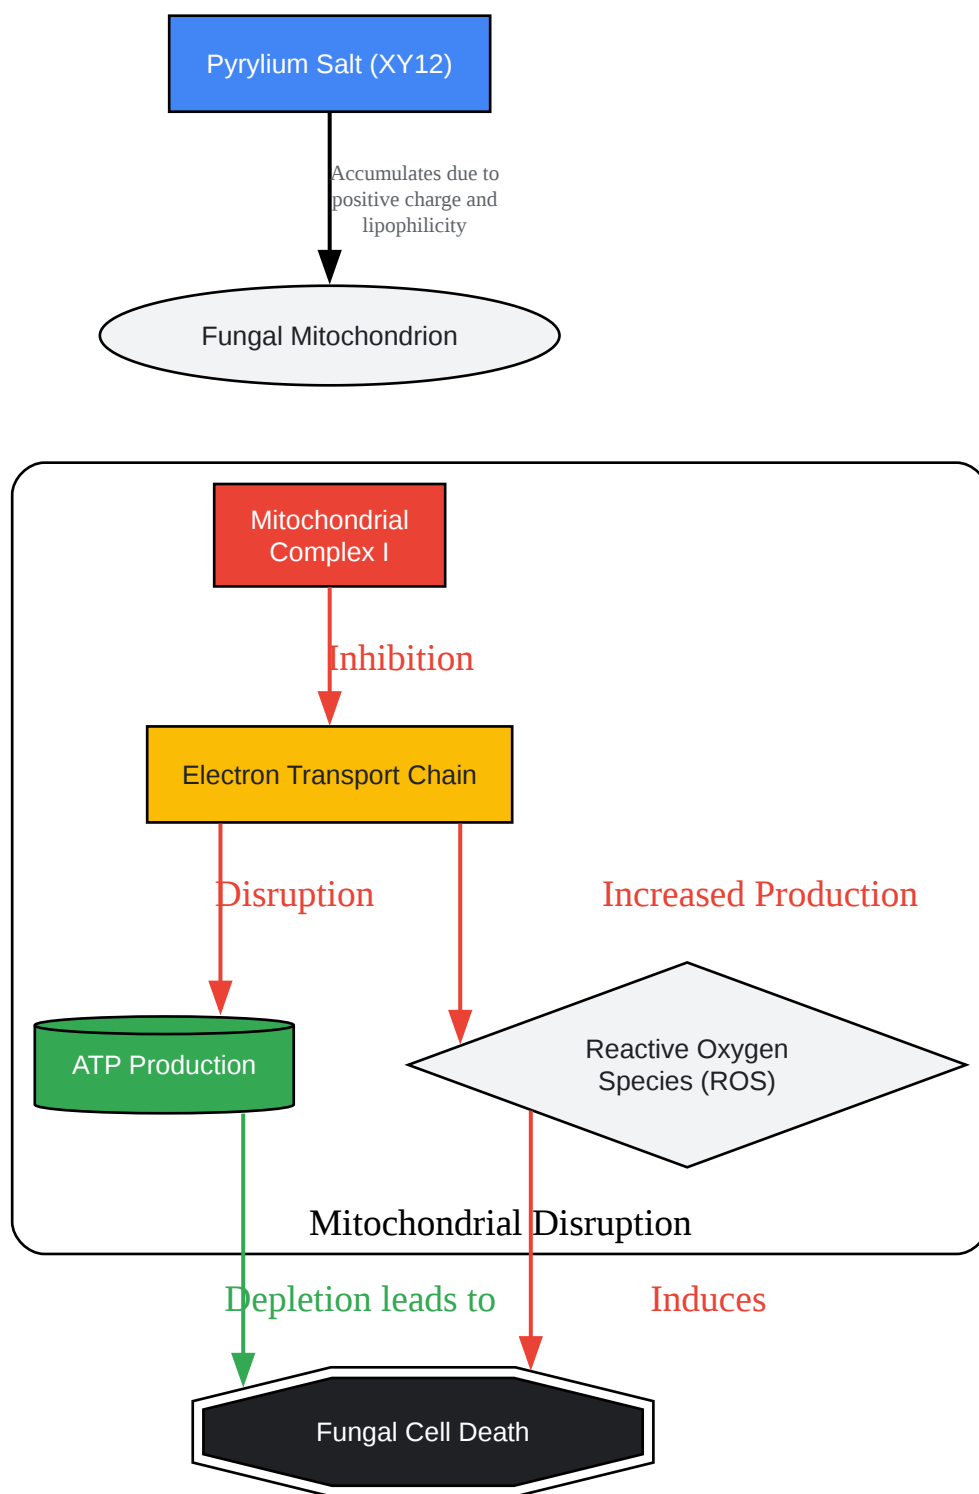 Pyrylium Salt (XY12)
Accumulates due to
positive charge and
lipophilicity
Fungal Mitochondrion
Mitochondrial
Complex I
Inhibition
Electron Transport Chain
Disruption
Increased Production
ATP Production
Reactive Oxygen
Species (ROS)
Mitochondrial Disruption
Depletion leads to
Induces
Fungal Cell Death